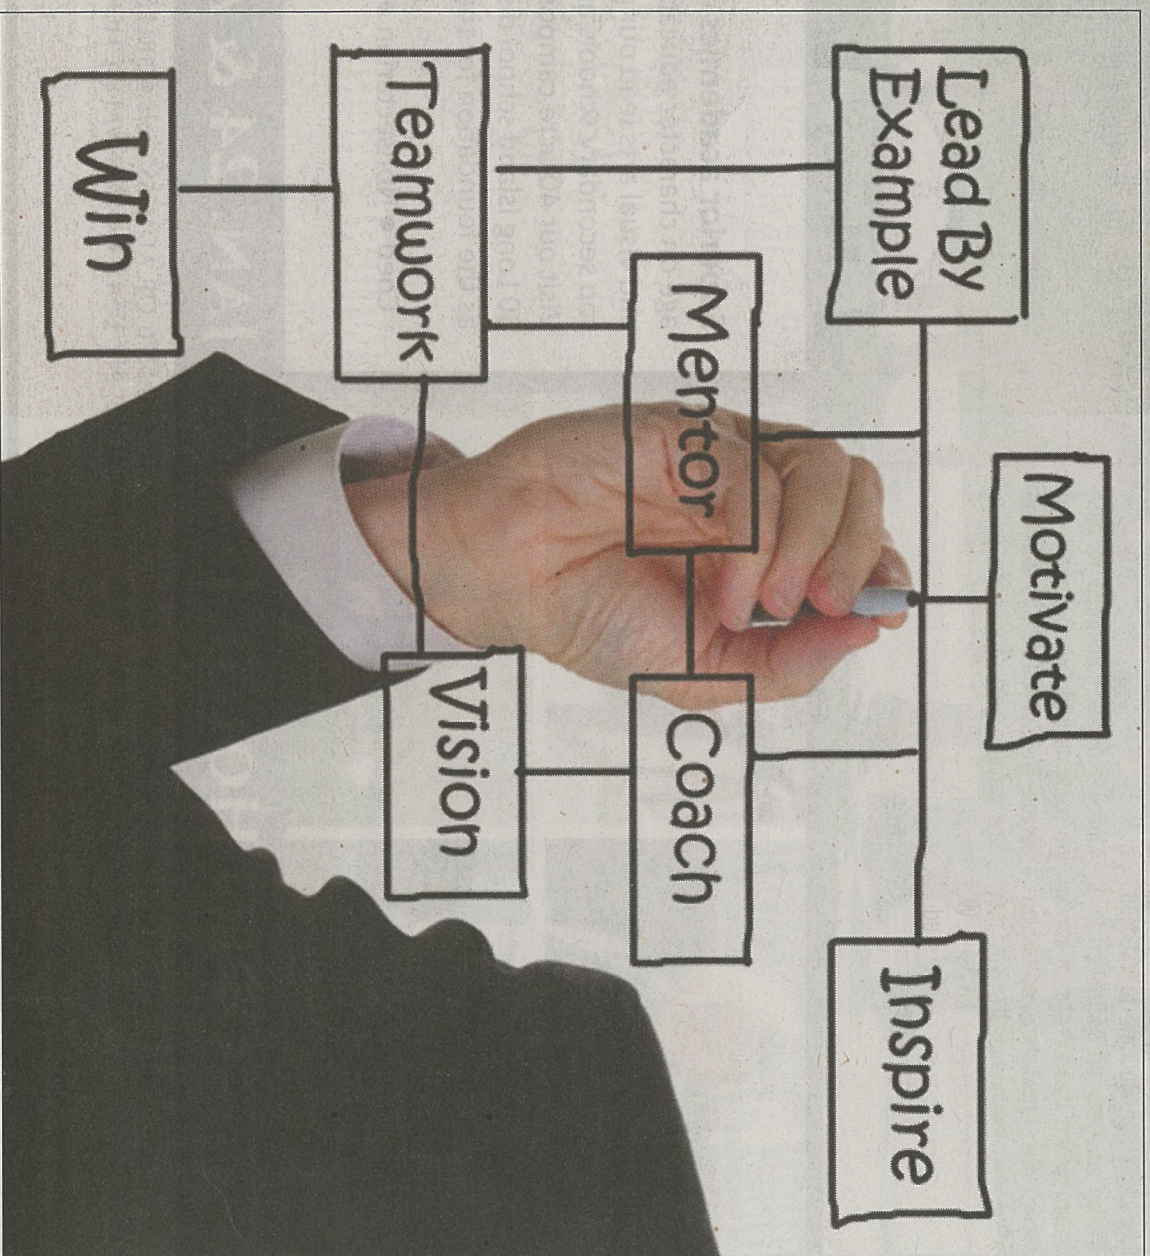 Motivate
Lead By
Example
Inspire
Mentor
Coach
Teamwork
Vision
Win